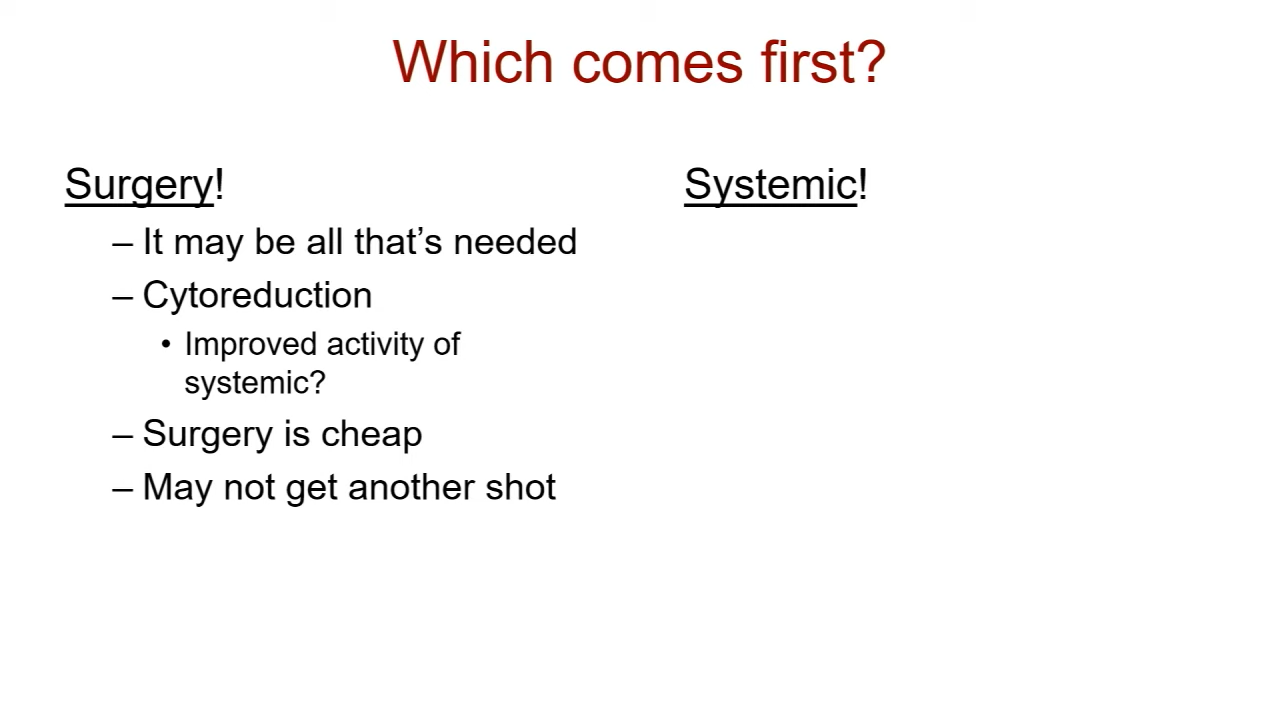 Which comes first?
Surgery!
– It may be all that’s needed
– Cytoreduction
• Improved activity of
systemic?
– Surgery is cheap
– May not get another shot
Systemic!